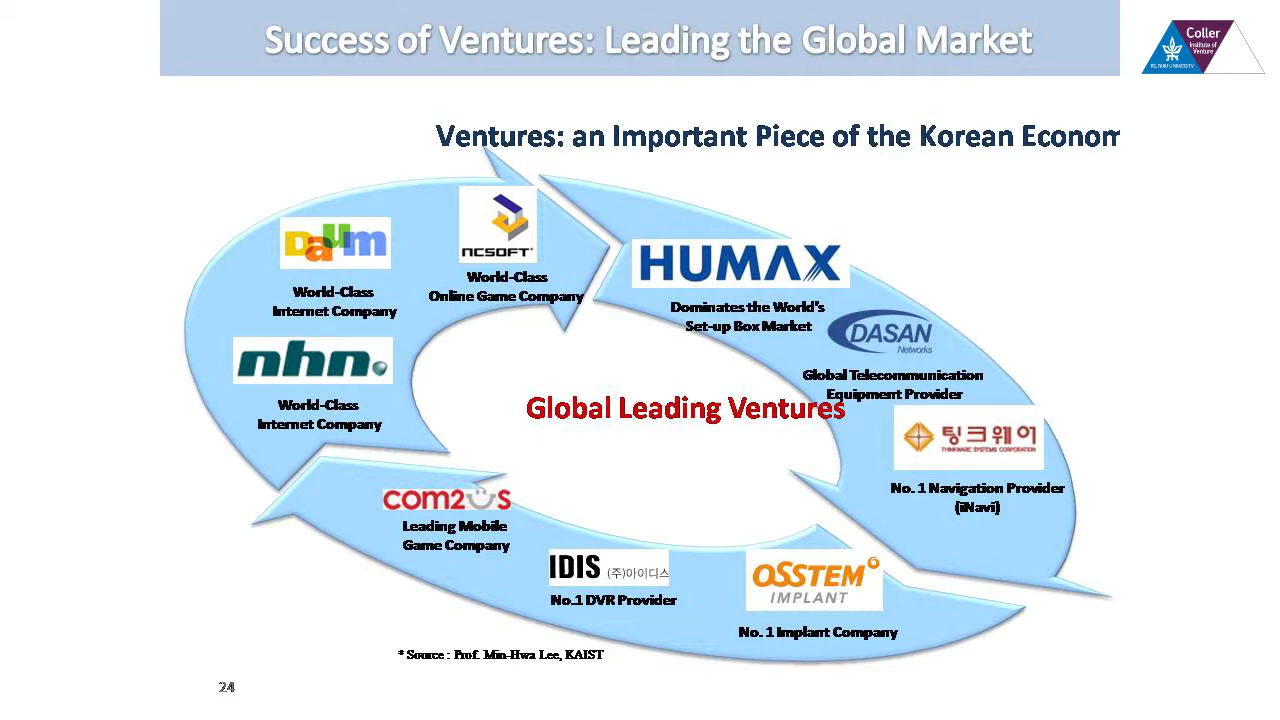 Success of Ventures: Leading the Global Market
Coller
Institute of
Venture
TEL AVIV UNIVERSITY
Ventures: an Important Piece of the Korean Econom
Daum
World-Class
Internet Company
NCSOFT
World-Class
Online Game Company
HUMAX
Dominates the World's
Set-up Box Market
DASAN
Networks
Global Telecommunication
Equipment Provider
nhn.
World-Class
Internet Company
Global Leading Ventures
팅크웨어
THINKWARE SYSTEMS CORPORATION
No. 1 Navigation Provider
(iNavi)
com2us
Leading Mobile
Game Company
IDIS (주)아이디스
No.1 DVR Provider
OSSTEM
IMPLANT
No. 1 Implant Company
* Source : Prof. Min-Hwa Lee, KAIST
24